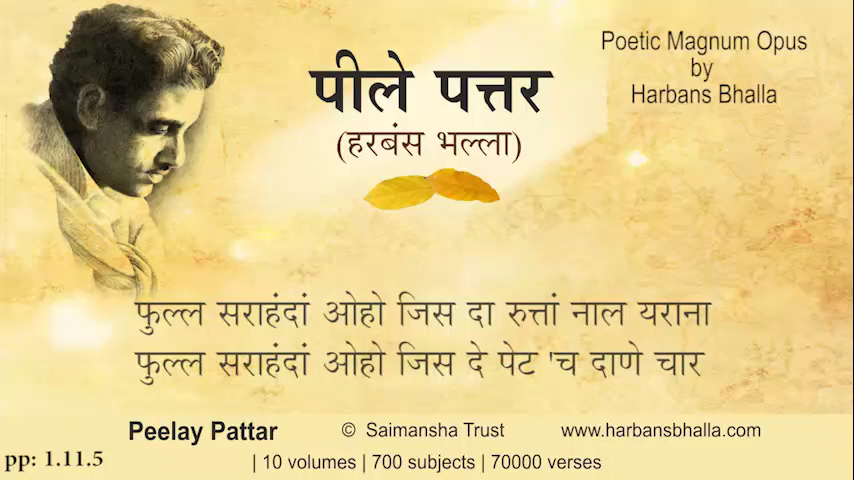 पीले पत्तर
(हरबंस भल्ला)
Poetic Magnum Opus
by
Harbans Bhalla
फुल्ल सराहंदां ओहो जिस दा रुत्तां नाल यराना
फुल्ल सराहंदां ओहो जिस दे पेट 'च दाणे चार
Peelay Pattar © Saimansha Trust www.harbansbhalla.com
pp: 1.11.5 | 10 volumes | 700 subjects | 70000 verses